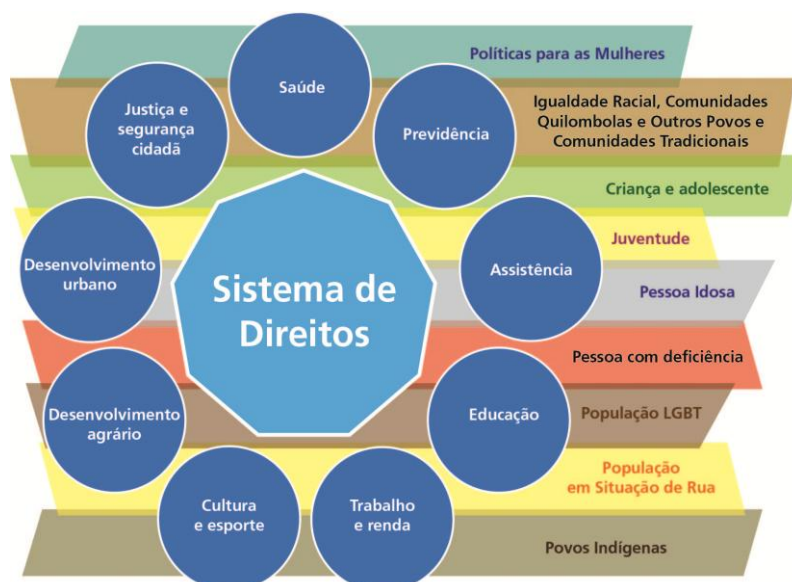 Políticas para as Mulheres
Saúde
Justiça e
segurança
cidadã
Previdência
Igualdade Racial, Comunidades
Quilombolas e Outros Povos e
Comunidades Tradicionais
Criança e adolescente
Juventude
Desenvolvimento
urbano
Assistência
Sistema de
Direitos
Pessoa Idosa
Pessoa com deficiência
Desenvolvimento
agrário
Educação
População LGBT
População
em Situação de Rua
Cultura
e esporte
Trabalho
e renda
Povos Indígenas